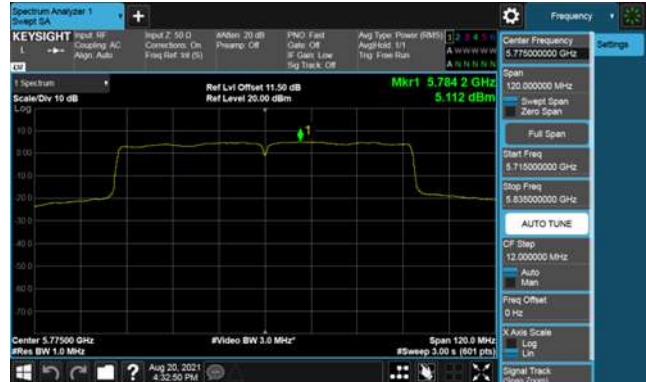 Spectrum Analyzer 1
Swept SA
+
Frequency
KEYSIGHT
Input: RF
Coupling: AC
Align: Auto
Input Z: 50 Ω
Corrections: On
Freq Ref: Int (S)
#Atten: 20 dB
Preamp: Off
PNO: Fast
Gate: Off
IF Gain: Low
Sig Track: Off
Avg Type: Power (RMS)
Avg|Hold: 1/1
Trig: Free Run
1 2 3 4 5 6
A W W W W W
A N N N N N
L
Center Frequency
5.775000000 GHz
Settings
Span
120.000000 MHz
Swept Span
Zero Span
Full Span
Start Freq
5.715000000 GHz
Stop Freq
5.835000000 GHz
AUTO TUNE
CF Step
12.000000 MHz
Auto
Man
Freq Offset
0 Hz
X Axis Scale
Log
Lin
Signal Track
(Span Zoom)
1 Spectrum
Scale/Div 10 dB
Log
Ref Lvl Offset 11.50 dB
Ref Level 20.00 dBm
Mkr1 5.784 2 GHz
5.112 dBm
1
10.0
0.00
-10.0
-20.0
-30.0
-40.0
-50.0
-60.0
-70.0
Center 5.77500 GHz
#Res BW 1.0 MHz
#Video BW 3.0 MHz*
Span 120.0 MHz
#Sweep 3.00 s (601 pts)
?
Aug 20, 2021
4:32:50 PM